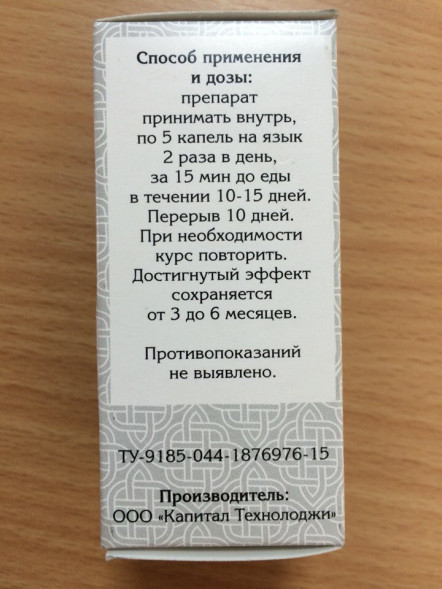 Способ применения
и дозы:
препарат
принимать внутрь,
по 5 капель на язык
2 раза в день,
за 15 мин до еды
в течении 10-15 дней.
Перерыв 10 дней.
При необходимости
курс повторить.
Достигнутый эффект
сохраняется
от 3 до 6 месяцев.
Противопоказаний
не выявлено.
ТУ-9185-044-1876976-15
Производитель:
ООО «Капитал Технолоджи»